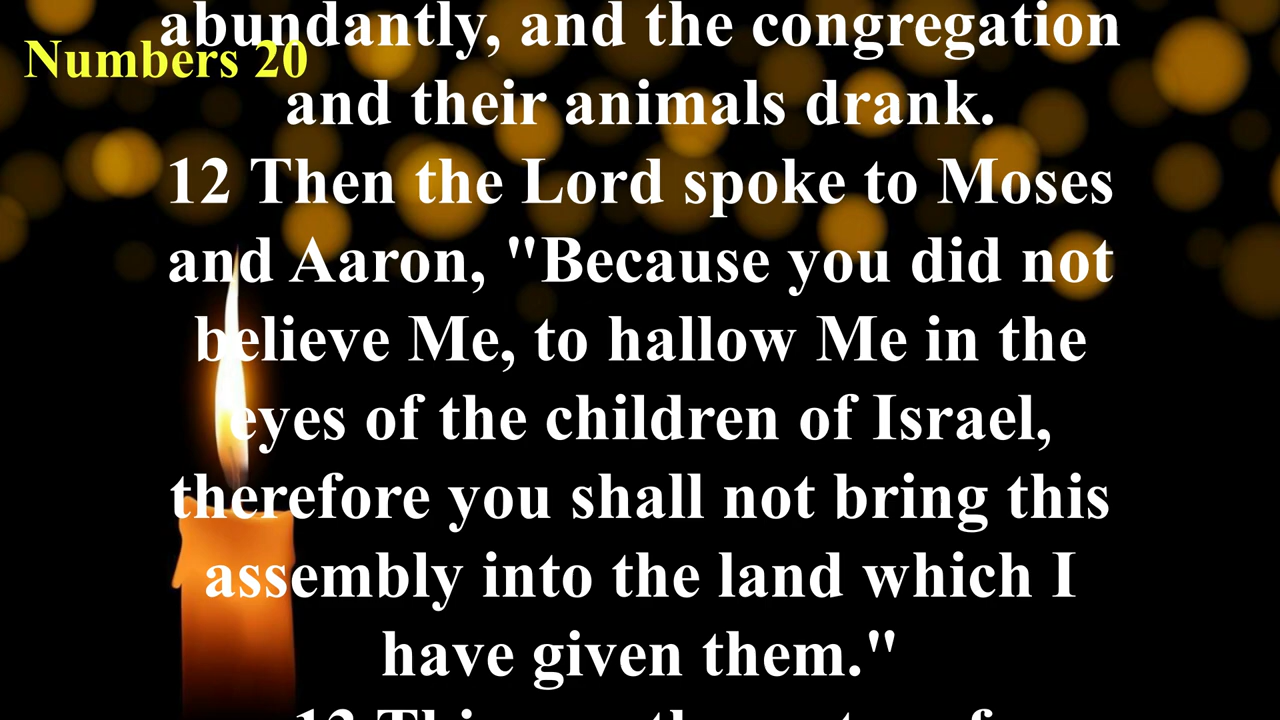 abundantly, and the congregation
Numbers 20
and their animals drank.
12 Then the Lord spoke to Moses
and Aaron, "Because you did not
believe Me, to hallow Me in the
eyes of the children of Israel,
therefore you shall not bring this
assembly into the land which I
have given them."